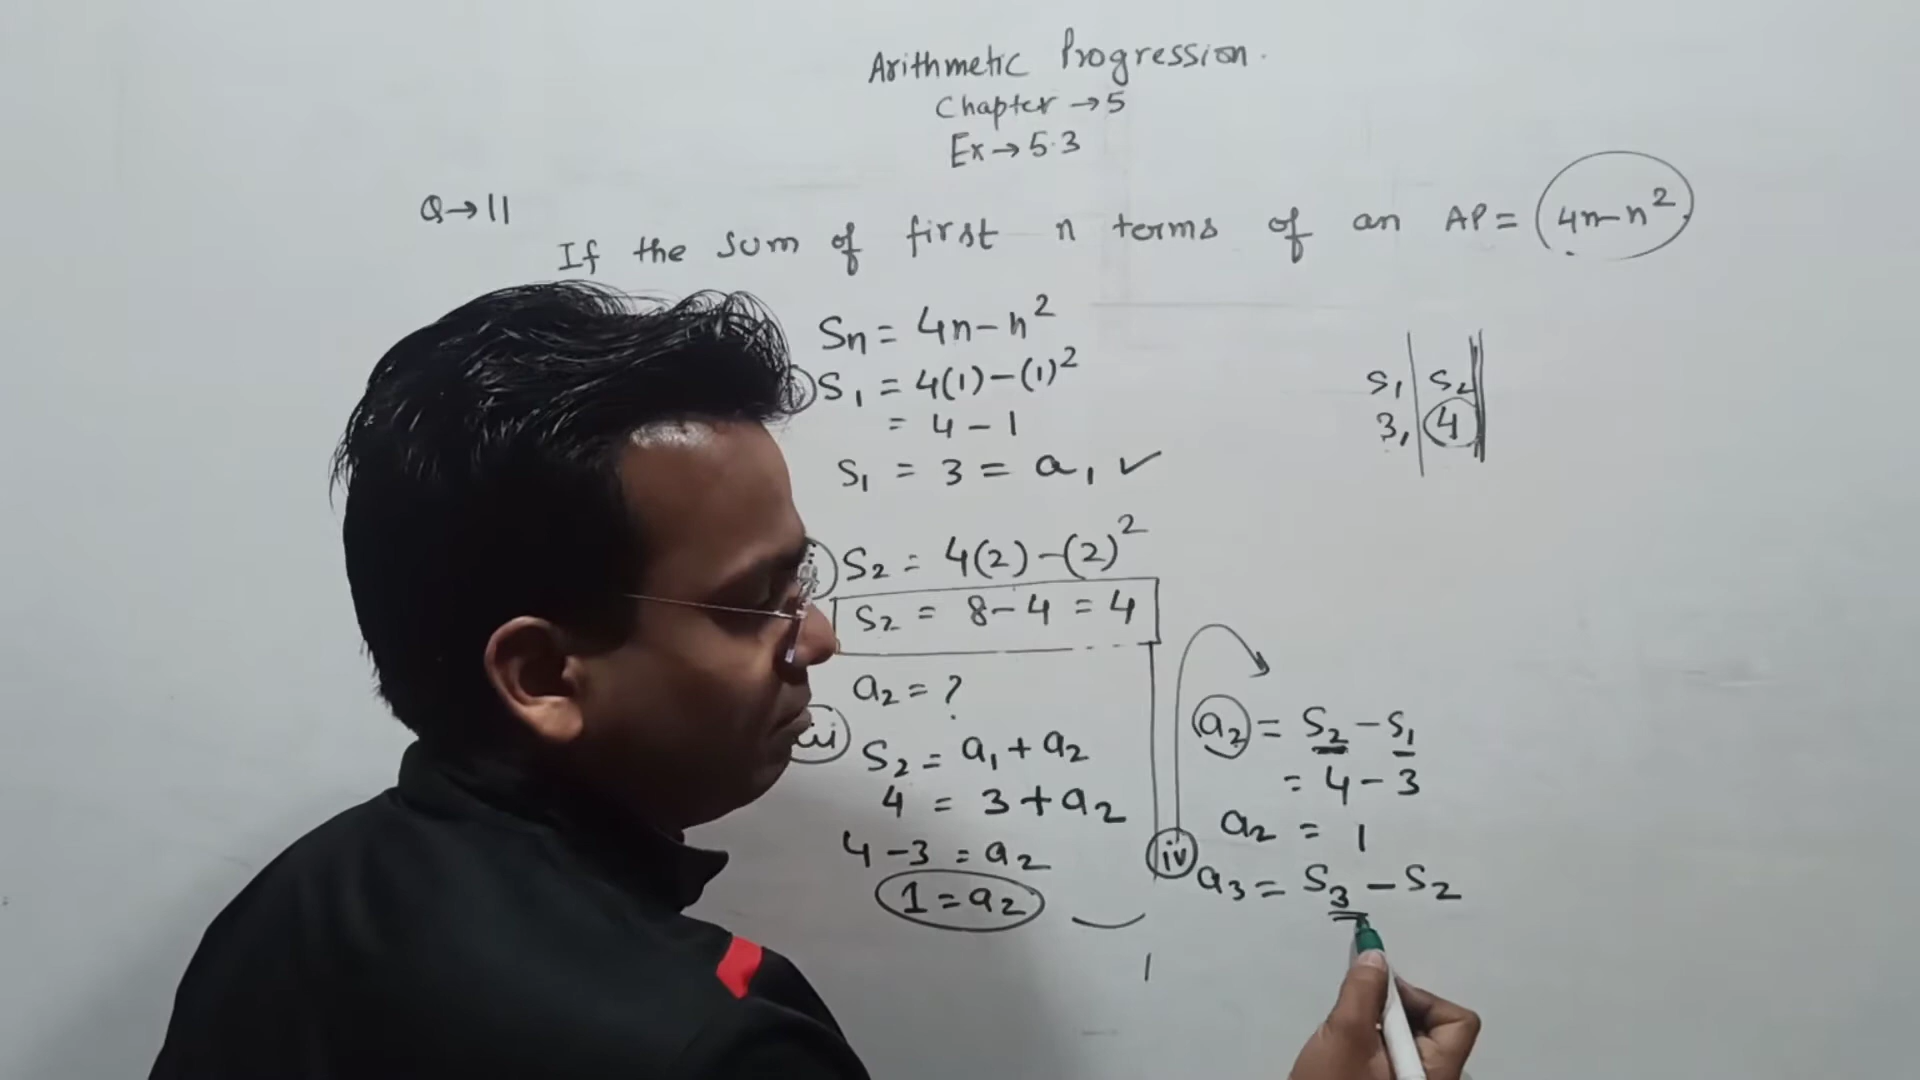 Arithmetic Progression.
Chapter → 5
Ex → 5.3
Q → 11
If the sum of first n terms of an AP = 4n-n²,
Sn = 4n-n²
S₁ = 4(1)-(1)²
= 4-1
S₁ = 3 = a₁ ✓
S₂ = 4(2)-(2)²
S₂ = 8-4 = 4
a₂ = ?
iii
S₂ = a₁ + a₂
4 = 3+a₂
4-3 = a₂
1 = a₂
S₁ S₂
3, 4
a₂ = S₂ - S₁
= 4-3
a₂ = 1
iv a₃ = S₃ - S₂